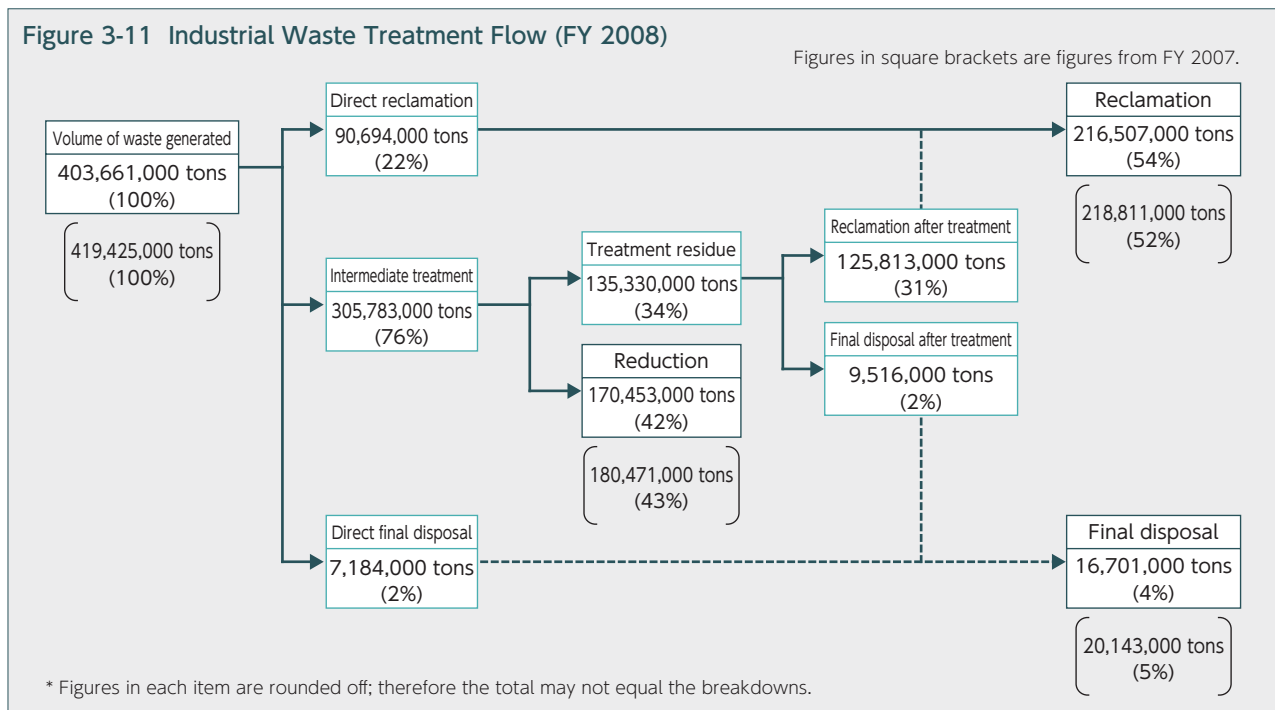 Figure 3-11 Industrial Waste Treatment Flow (FY 2008)
Figures in square brackets are figures from FY 2007.
Volume of waste generated
403,661,000 tons
(100%)
419,425,000 tons
(100%)
Direct reclamation
90,694,000 tons
(22%)
Intermediate treatment
305,783,000 tons
(76%)
Direct final disposal
7,184,000 tons
(2%)
Treatment residue
135,330,000 tons
(34%)
Reduction
170,453,000 tons
(42%)
180,471,000 tons
(43%)
Reclamation after treatment
125,813,000 tons
(31%)
Final disposal after treatment
9,516,000 tons
(2%)
Reclamation
216,507,000 tons
(54%)
218,811,000 tons
(52%)
Final disposal
16,701,000 tons
(4%)
20,143,000 tons
(5%)
* Figures in each item are rounded off; therefore the total may not equal the breakdowns.